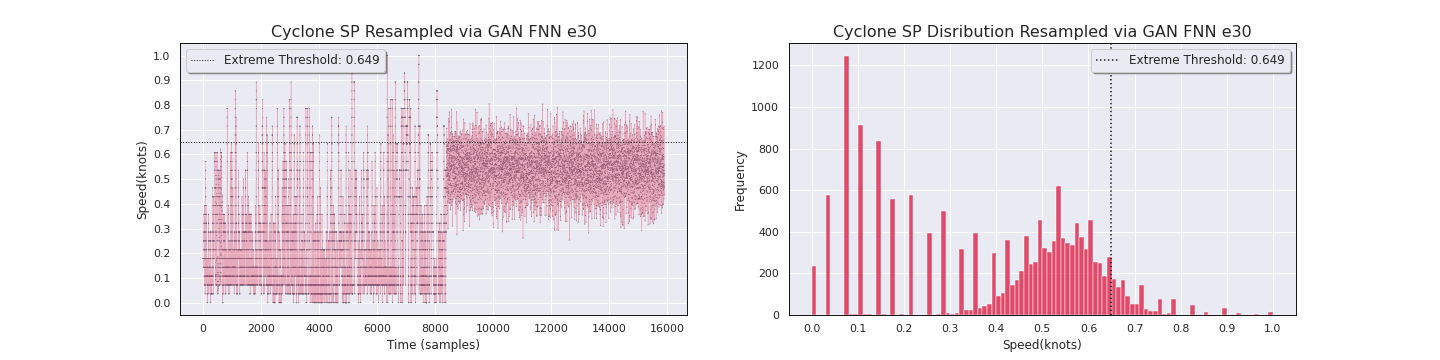 Cyclone SP Resampled via GAN FNN e30
Extreme Threshold: 0.649
Speed(knots)
1.0
0.9
0.8
0.7
0.6
0.5
0.4
0.3
0.2
0.1
0.0
0 2000 4000 6000 8000 10000 12000 14000 16000
Time (samples)
Cyclone SP Disribution Resampled via GAN FNN e30
Extreme Threshold: 0.649
Frequency
1200
1000
800
600
400
200
0
0.0 0.1 0.2 0.3 0.4 0.5 0.6 0.7 0.8 0.9 1.0
Speed(knots)